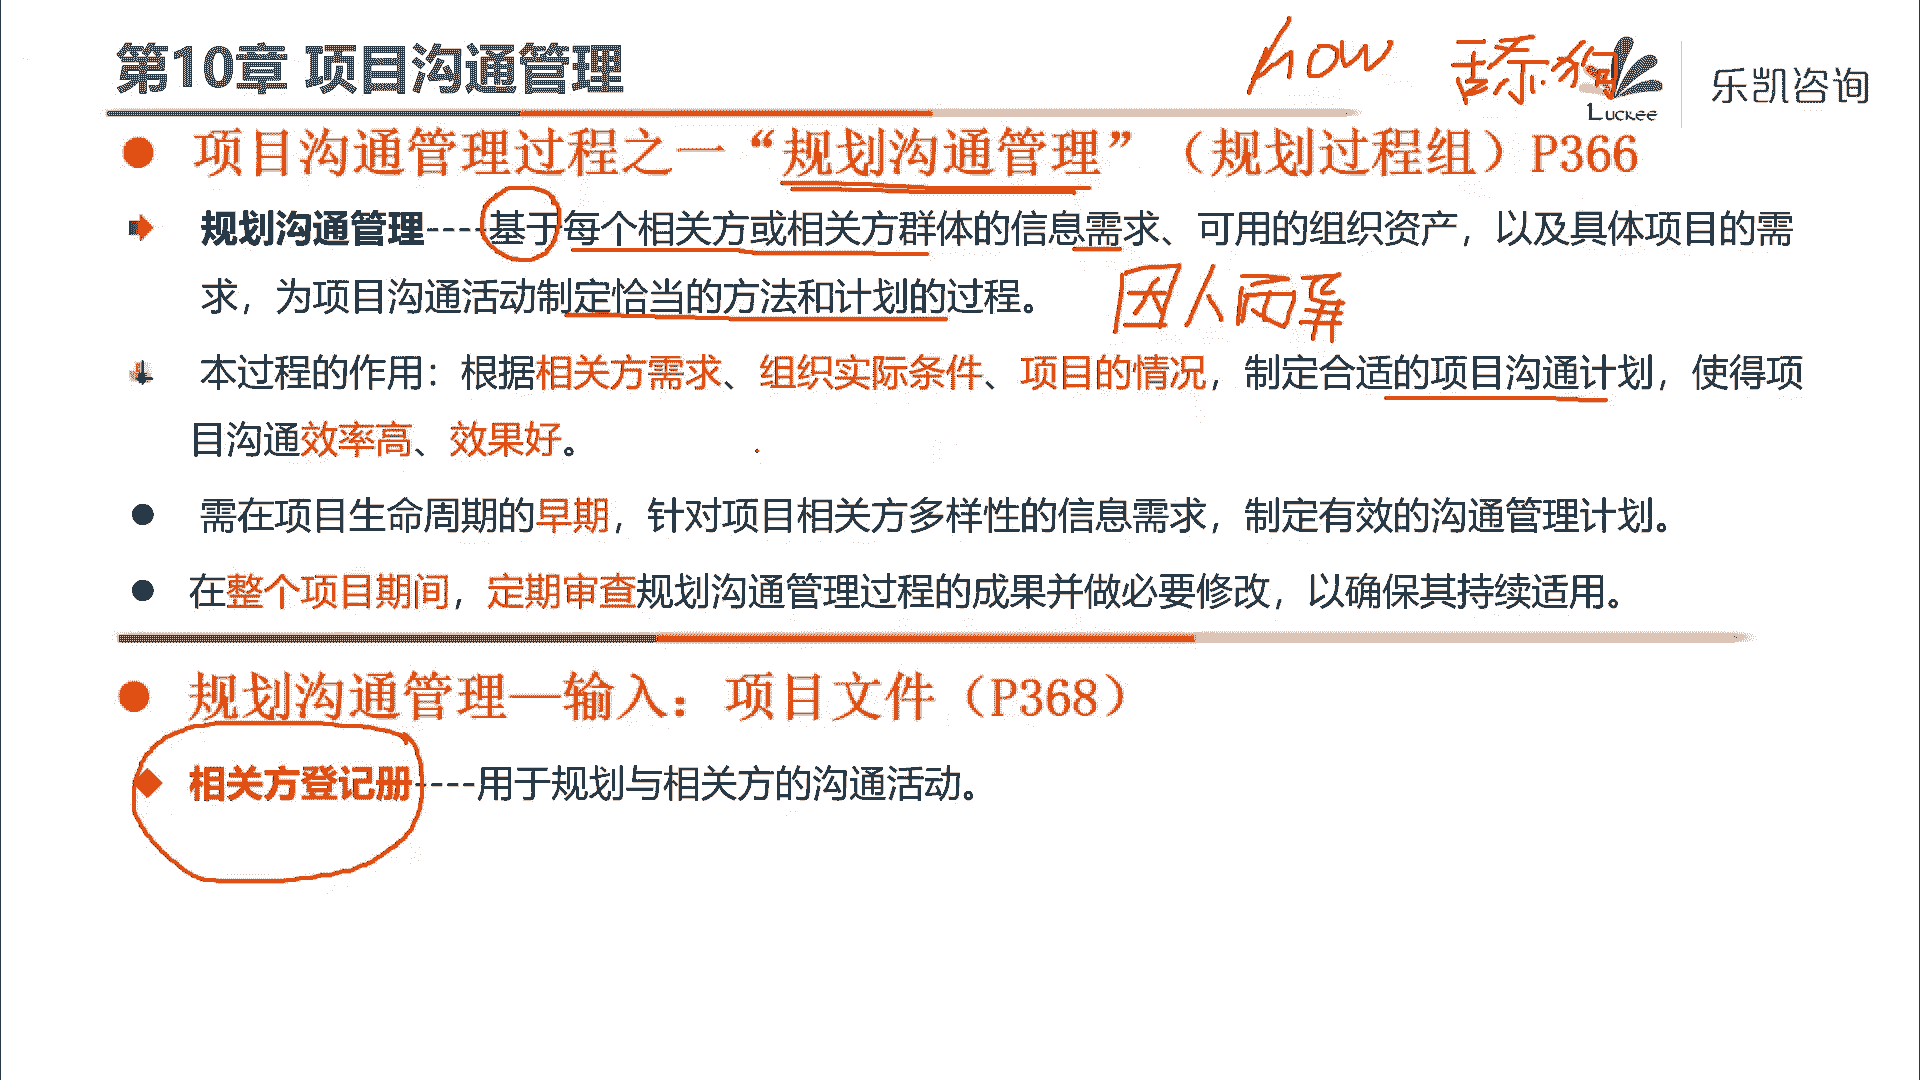 第10章 项目沟通管理
how
舔狗
Luckee
乐凯咨询
项目沟通管理过程之一“规划沟通管理”（规划过程组）P366
规划沟通管理----基于每个相关方或相关方群体的信息需求、可用的组织资产，以及具体项目的需
求，为项目沟通活动制定恰当的方法和计划的过程。
因人而异
本过程的作用：根据相关方需求、组织实际条件、项目的情况，制定合适的项目沟通计划，使得项
目沟通效率高、效果好。
需在项目生命周期的早期，针对项目相关方多样性的信息需求，制定有效的沟通管理计划。
在整个项目期间，定期审查规划沟通管理过程的成果并做必要修改，以确保其持续适用。
规划沟通管理—输入：项目文件（P368）
相关方登记册----用于规划与相关方的沟通活动。